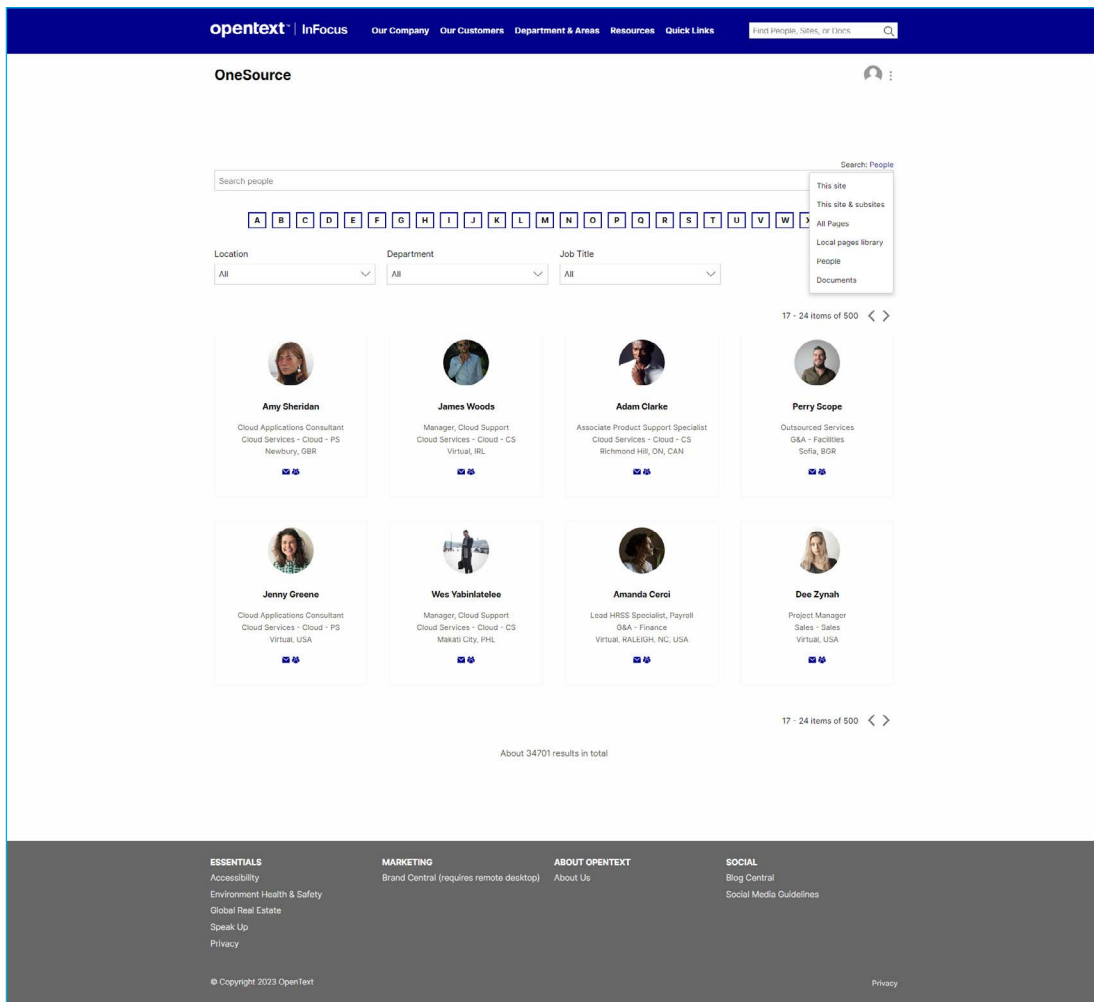 opentext™ | InFocus Our Company Our Customers Department & Areas Resources Quick Links Find People, Sites, or Docs
OneSource
Search: People
Search people
This site
This site & subsites
All Pages
Local pages library
People
Documents
A B C D E F G H I J K L M N O P Q R S T U V W X
Location Department Job Title
All All All
17 - 24 items of 500
Amy Sheridan
Cloud Applications Consultant
Cloud Services - Cloud - PS
Newbury, GBR
James Woods
Manager, Cloud Support
Cloud Services - Cloud - CS
Virtual, IRL
Adam Clarke
Associate Product Support Specialist
Cloud Services - Cloud - CS
Richmond Hill, ON, CAN
Perry Scope
Outsourced Services
G&A - Facilities
Sofia, BGR
Jenny Greene
Cloud Applications Consultant
Cloud Services - Cloud - PS
Virtual, USA
Wes Yabinlatelee
Manager, Cloud Support
Cloud Services - Cloud - CS
Makati City, PHL
Amanda Cerci
Lead HRSS Specialist, Payroll
G&A - Finance
Virtual, RALEIGH, NC, USA
Dee Zynah
Project Manager
Sales - Sales
Virtual, USA
17 - 24 items of 500
About 34701 results in total
ESSENTIALS
Accessibility
Environment Health & Safety
Global Real Estate
Speak Up
Privacy
MARKETING
Brand Central (requires remote desktop)
ABOUT OPENTEXT
About Us
SOCIAL
Blog Central
Social Media Guidelines
© Copyright 2023 OpenText
Privacy